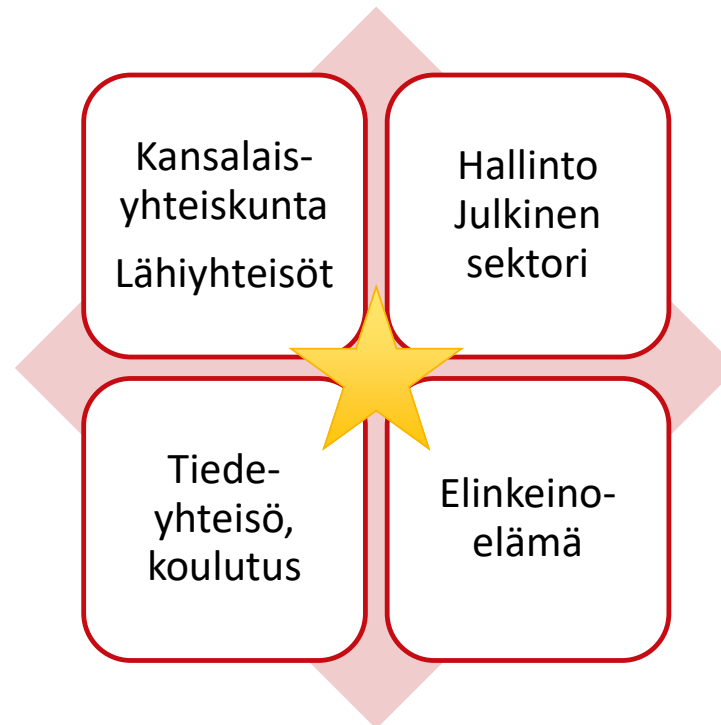 Kansalais-
yhteiskunta
Lähiyhteisöt
Hallinto
Julkinen
sektori
Tiede-
yhteisö,
koulutus
Elinkeino-
elämä